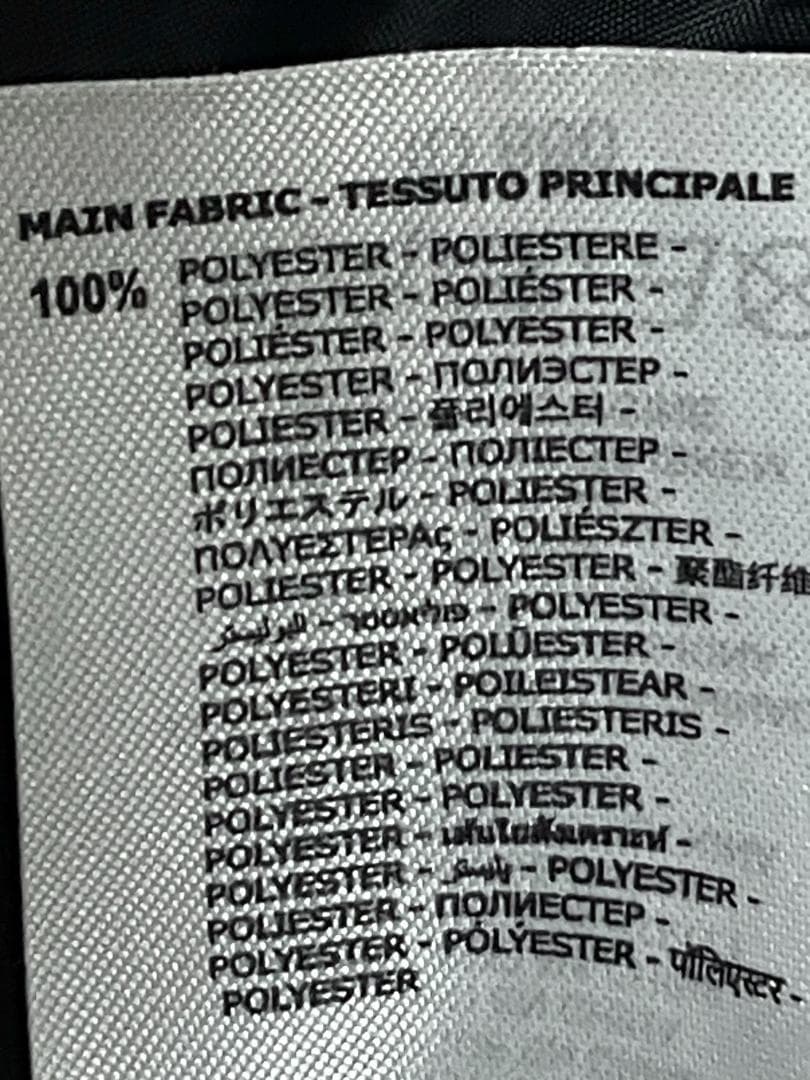 MAIN FABRIC - TESSUTO PRINCIPALE
100% POLYESTER - POLIESTERE -
POLYESTER - POLIÉSTER -
POLIÉSTER - POLYESTER -
POLYESTER - ПОЛИЭСТЕР -
POLIESTER - 폴리에스터 -
ПОЛИЕСТЕР - ПОЛІЕСТЕР -
ポリエステル - POLIESTER -
ΠΟΛΥΕΣΤΕΡΑς - POLIÉSZTER -
POLIESTER - POLYESTER - 聚酯纤维
פוליאסטר - POLYESTER -
POLYESTER - POLÜESTER -
POLYESTERI - POILEISTEAR -
POLIESTERIS - POLIESTERIS -
POLIESTER - POLIESTER -
POLYESTER - POLYESTER -
POLYESTER - เส้นใยสังเคราะห์ -
POLYESTER - - POLYESTER -
POLIESTER - ПОЛИЕСТЕР -
POLYESTER - PÓLÝESTER - पॉलिएस्टर -
POLYESTER